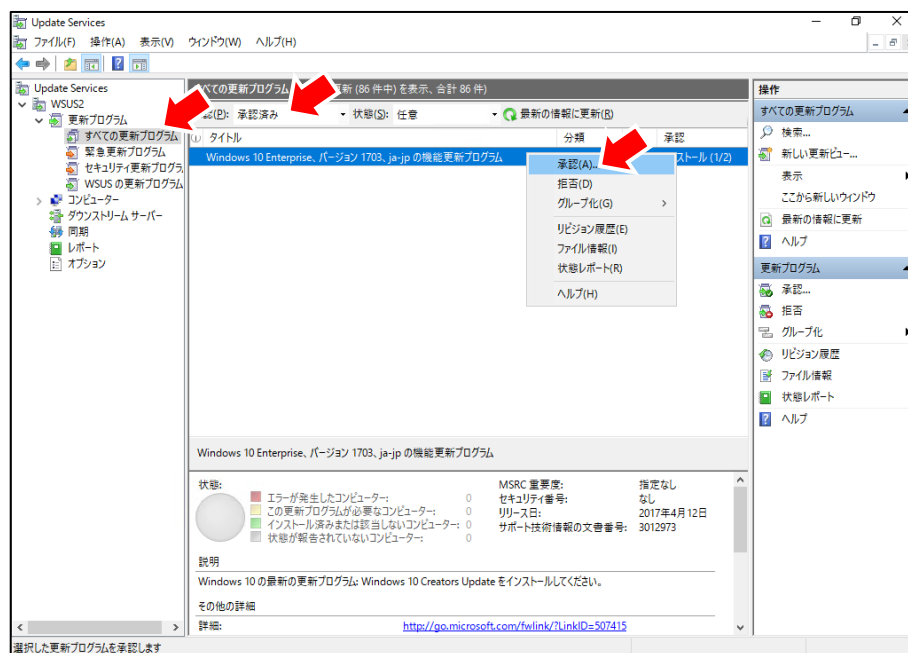 Update Services
ファイル(F) 操作(A) 表示(V) ウィンドウ(W) ヘルプ(H)
Update Services
WSUS2
更新プログラム
すべての更新プログラム
緊急更新プログラム
セキュリティ更新プログラ
WSUS の更新プログラム
コンピューター
ダウンストリーム サーバー
同期
レポート
オプション
すべての更新プログラム 更新 (86 件中) を表示、合計 86 件)
(P): 承認済み 状態(S): 任意 最新の情報に更新(R)
タイトル 分類 承認
Windows 10 Enterprise、バージョン 1703、ja-jp の機能更新プログラム ストール (1/2)
承認(A)...
拒否(D)
グループ化(G)
リビジョン履歴(E)
ファイル情報(I)
状態レポート(R)
ヘルプ(H)
Windows 10 Enterprise、バージョン 1703、ja-jp の機能更新プログラム
状態:
エラーが発生したコンピューター: 0
この更新プログラムが必要なコンピューター: 0
インストール済みまたは該当しないコンピューター: 0
状態が報告されていないコンピューター: 0
MSRC 重要度: 指定なし
セキュリティ番号: なし
リリース日: 2017年4月12日
サポート技術情報の文書番号: 3012973
説明
Windows 10 の最新の更新プログラム: Windows 10 Creators Update をインストールしてください。
その他の詳細
詳細: http://go.microsoft.com/fwlink/?LinkID=507415
操作
すべての更新プログラム
検索...
新しい更新ビュー...
表示
ここから新しいウィンドウ
最新の情報に更新
ヘルプ
更新プログラム
承認...
拒否
グループ化
リビジョン履歴
ファイル情報
状態レポート
ヘルプ
選択した更新プログラムを承認します